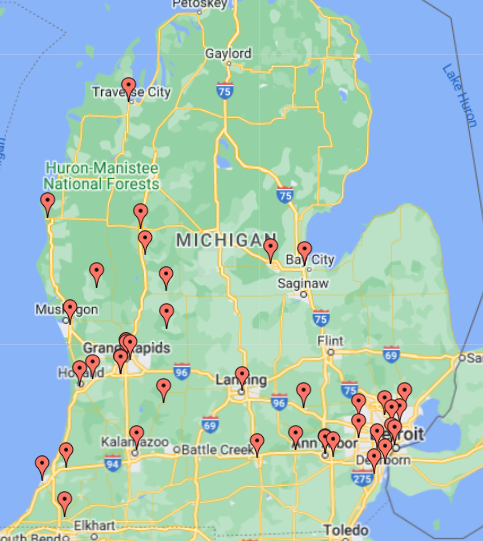 Petoskey
Gaylord
Traverse City
75
Lake Huron
Huron-Manistee
National Forests
75
MICHIGAN
Bay City
Saginaw
Muskegon
75
Flint
Grand Rapids
69
Holland
96
Lansing
96
75
69
Kalamazoo
Battle Creek
Ann Arbor
Detroit
94
Dearborn
275
Elkhart
South Bend
Toledo